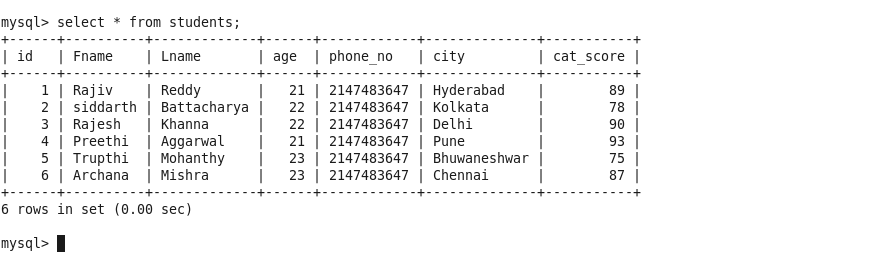 mysql> select * from students;
+------+----------+-------------+------+------------+--------------+-----------+
| id   | Fname    | Lname       | age  | phone_no   | city         | cat_score |
+------+----------+-------------+------+------------+--------------+-----------+
|    1 | Rajiv    | Reddy       |   21 | 2147483647 | Hyderabad    |        89 |
|    2 | siddarth | Battacharya |   22 | 2147483647 | Kolkata      |        78 |
|    3 | Rajesh   | Khanna      |   22 | 2147483647 | Delhi        |        90 |
|    4 | Preethi  | Aggarwal    |   21 | 2147483647 | Pune         |        93 |
|    5 | Trupthi  | Mohanthy    |   23 | 2147483647 | Bhuwaneshwar |        75 |
|    6 | Archana  | Mishra      |   23 | 2147483647 | Chennai      |        87 |
+------+----------+-------------+------+------------+--------------+-----------+
6 rows in set (0.00 sec)
mysql>